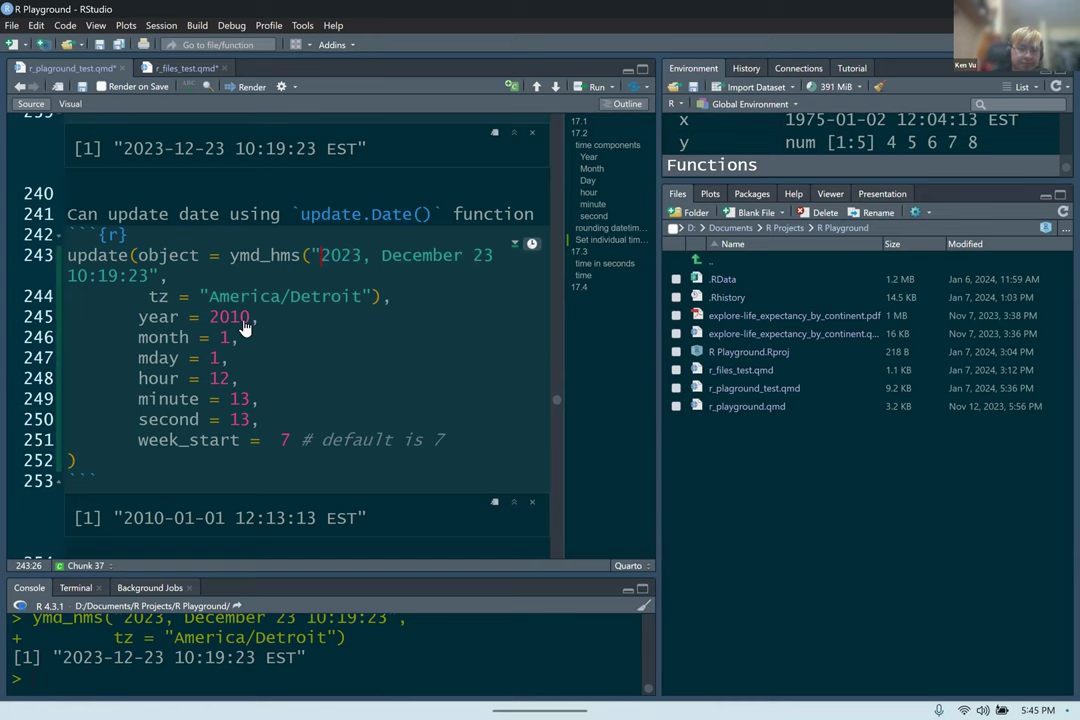 R Playground - RStudio
File Edit Code View Plots Session Build Debug Profile Tools Help
Go to file/function Addins
Ken Vu
r_plaground_test.qmd* r_files_test.qmd*
Render on Save Render Run
Source Visual Outline
[1] "2023-12-23 10:19:23 EST"
240
241 Can update date using `update.Date()` function
242 ```{r}
243 update(object = ymd_hms("2023, December 23
10:19:23",
244 tz = "America/Detroit"),
245 year = 2010,
246 month = 1,
247 mday = 1,
248 hour = 12,
249 minute = 13,
250 second = 13,
251 week_start = 7 # default is 7
252 )
253 ```
[1] "2010-01-01 12:13:13 EST"
17.1
17.2
time components
Year
Month
Day
hour
minute
second
rounding datetim...
Set individual tim...
17.3
time in seconds
time
17.4
243:26 Chunk 37 Quarto
Console Terminal Background Jobs
R 4.3.1 · D:/Documents/R Projects/R Playground/
> ymd_hms("2023, December 23 10:19:23",
+ tz = "America/Detroit")
[1] "2023-12-23 10:19:23 EST"
>
Environment History Connections Tutorial
Import Dataset 391 MiB List
R Global Environment
x 1975-01-02 12:04:13 EST
y num [1:5] 4 5 6 7 8
Functions
Files Plots Packages Help Viewer Presentation
Folder Blank File Delete Rename
D: Documents R Projects R Playground
Name Size Modified
..
.RData 1.2 MB Jan 6, 2024, 11:59 AM
.Rhistory 14.5 KB Jan 7, 2024, 1:03 PM
explore-life_expectancy_by_continent.pdf 681.8 KB Nov 7, 2023, 3:38 PM
explore-life_expectancy_by_continent.q... 16 KB Nov 7, 2023, 3:38 PM
R Playground.Rproj 218 B Jan 7, 2024, 3:04 PM
r_files_test.qmd 1.1 KB Jan 7, 2024, 3:12 PM
r_plaground_test.qmd 9.2 KB Jan 7, 2024, 5:36 PM
r_playground.qmd 3.2 KB Nov 12, 2023, 5:56 PM
5:45 PM